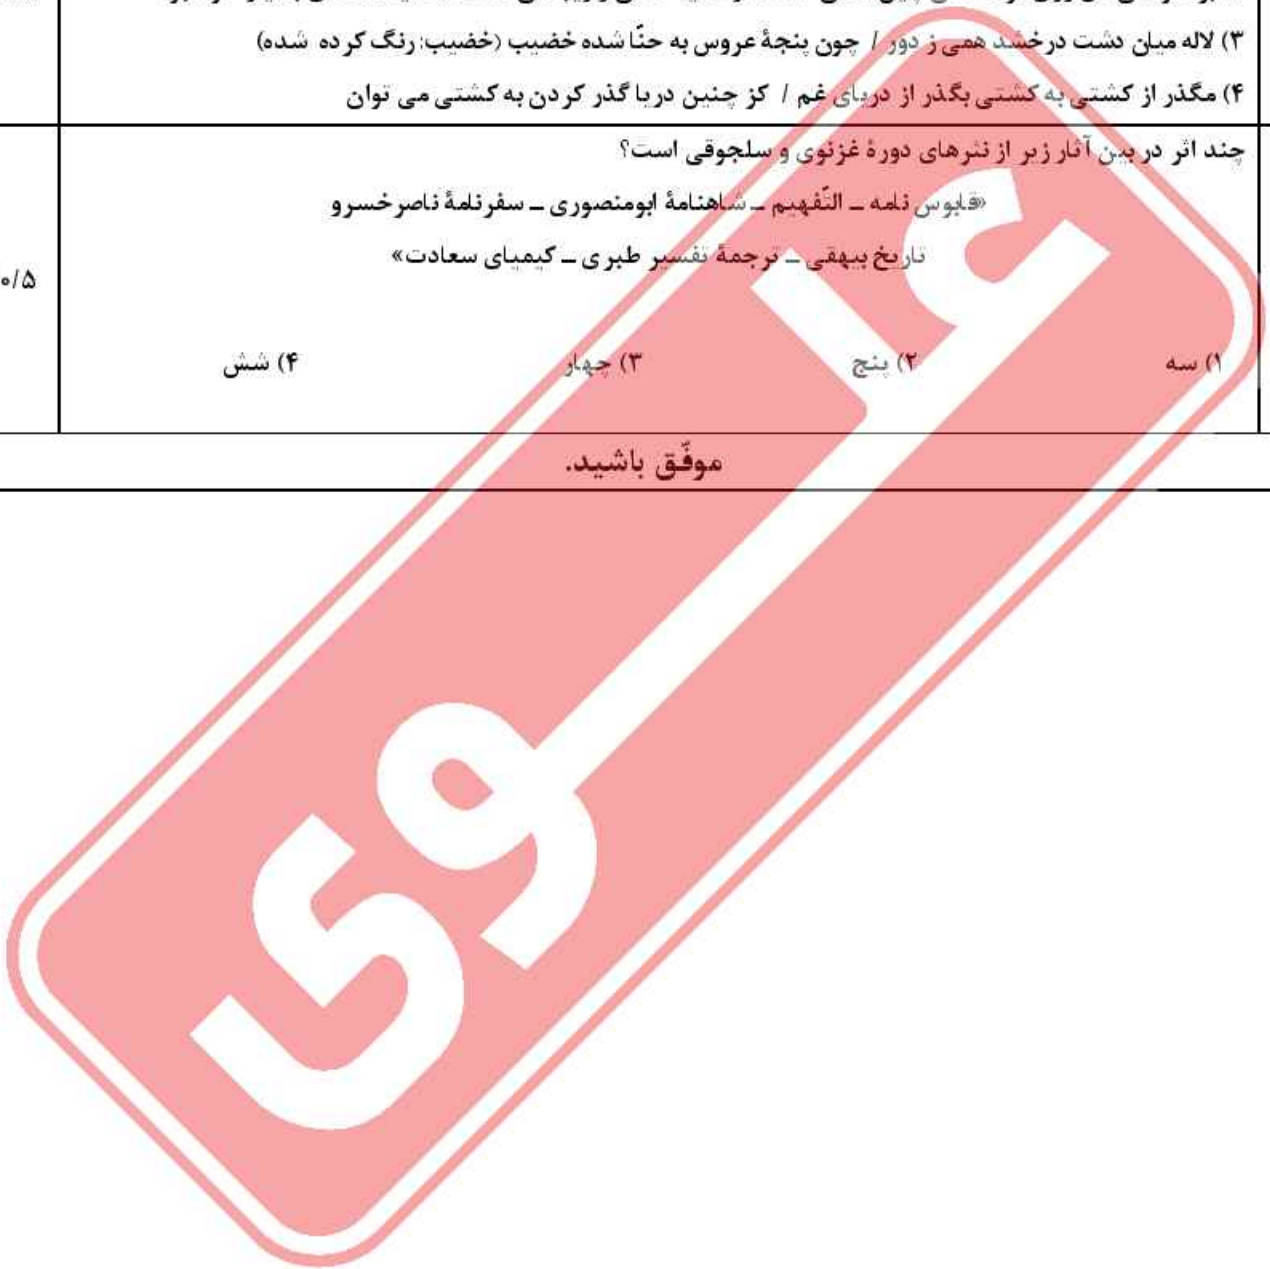 ۳) لاله میان دشت درخشد همی ز دور / چون پنجهٔ عروس به حنّا شده خضیب (خضیب: رنگ کرده شده)
۴) مگذر از کشتی به کشتی بگذر از دریای غم / کز چنین دریا گذر کردن به کشتی می توان
چند اثر در بین آثار زیر از نثرهای دورهٔ غزنوی و سلجوقی است؟
«قابوس نامه ـ التّفهیم ـ شاهنامهٔ ابومنصوری ـ سفرنامهٔ ناصرخسرو
تاریخ بیهقی ـ ترجمهٔ تفسیر طبری ـ کیمیای سعادت»
۰/۵
۱) سه ۲) پنج ۳) چهار ۴) شش
موفّق باشید.
علوی